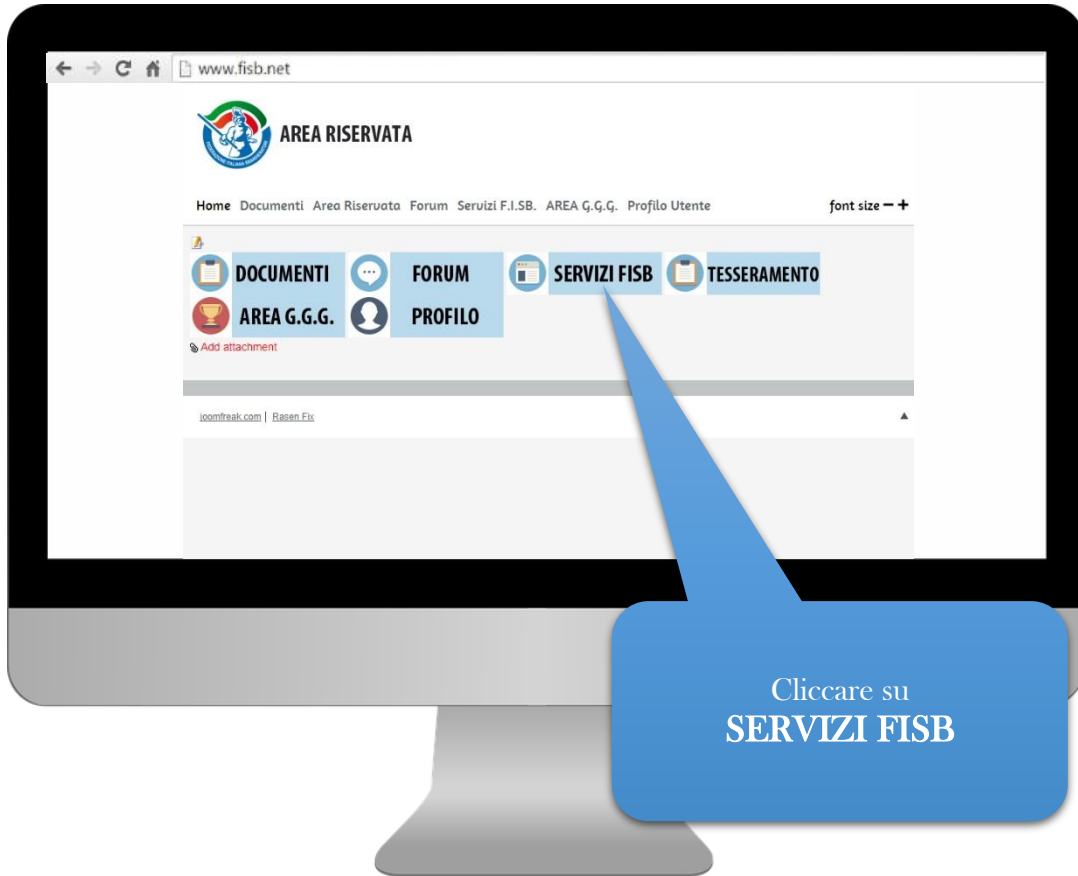 www.fisb.net
AREA RISERVATA
Home Documenti Area Riservata Forum Servizi F.I.SB. AREA G.G.G. Profilo Utente font size
DOCUMENTI FORUM SERVIZI FISB TESSERAMENTO
AREA G.G.G. PROFILO
Add attachment
joomfreak.com | Rasen Fix
Cliccare su
SERVIZI FISB